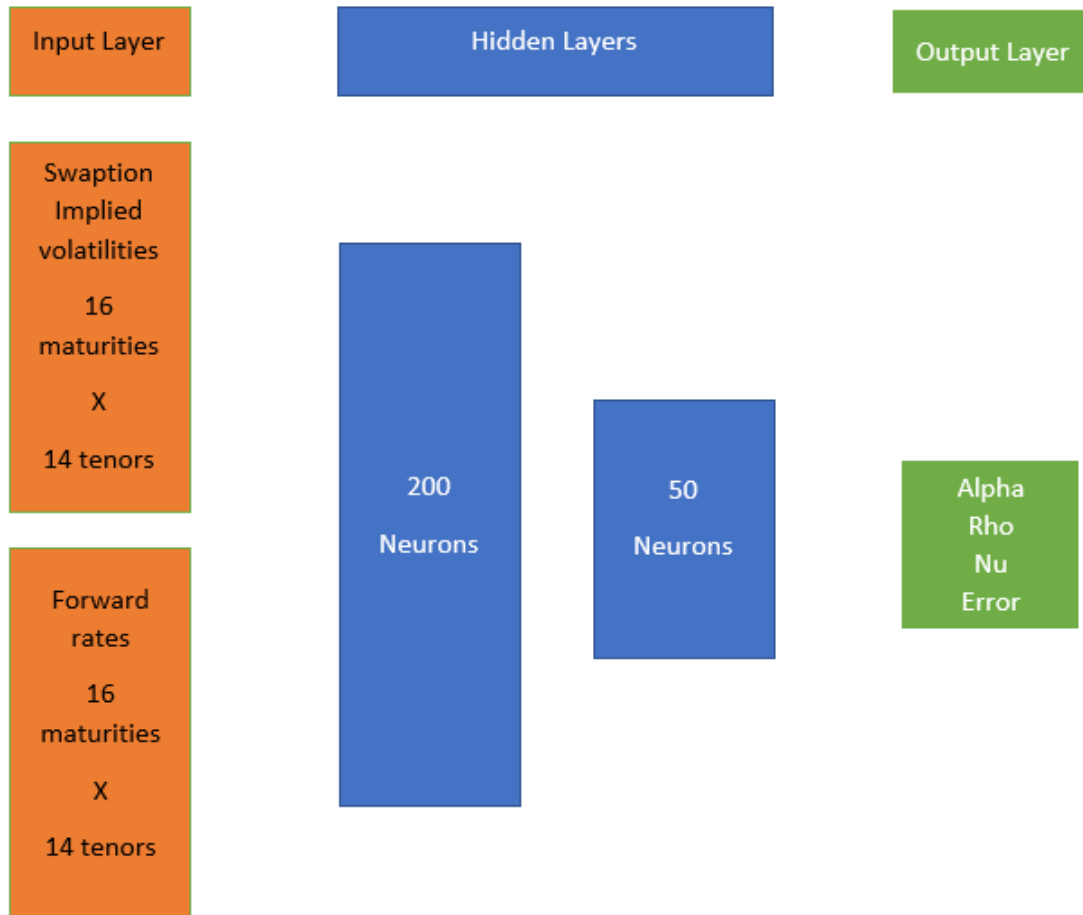 Input Layer
Hidden Layers
Output Layer
Swaption
Implied
volatilities
16
maturities
X
14 tenors
Forward
rates
16
maturities
X
14 tenors
200
Neurons
50
Neurons
Alpha
Rho
Nu
Error